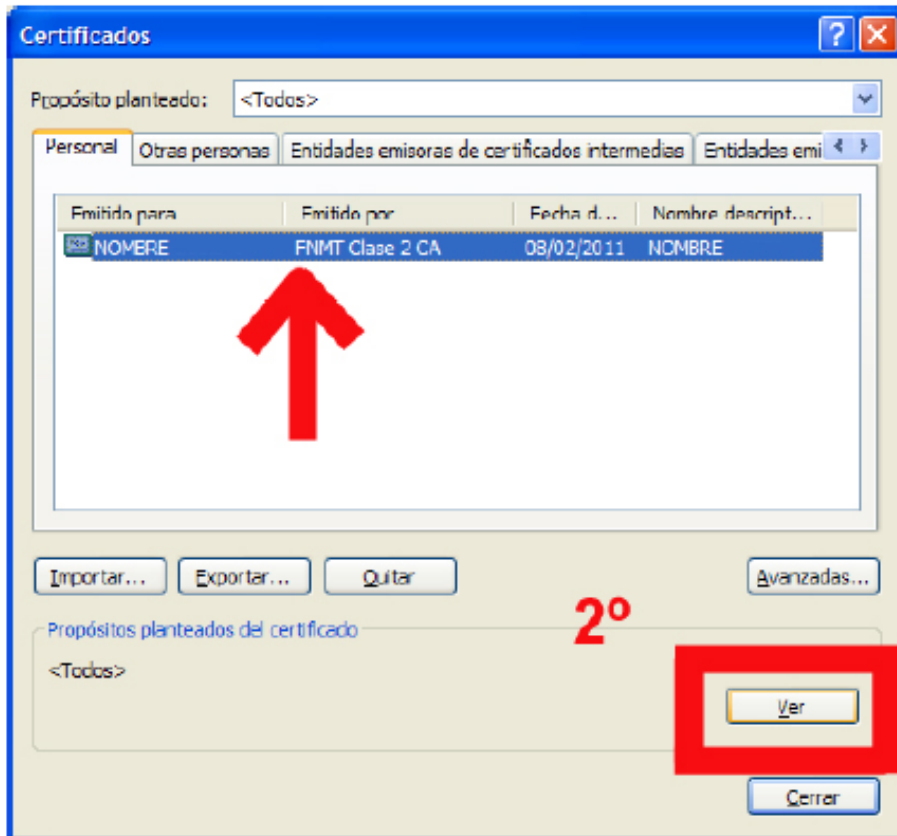 Certificados
Propósito planteado: <Todos>
Personal Otras personas Entidades emisoras de certificados intermedias Entidades emi
Emitido para Emitido por Fecha d... Nombre descript...
NOMBRE FNMT Clase 2 CA 08/02/2011 NOMBRE
Importar... Exportar... Quitar Avanzadas...
2º
Propósitos planteados del certificado
<Todos>
Ver
Cerrar